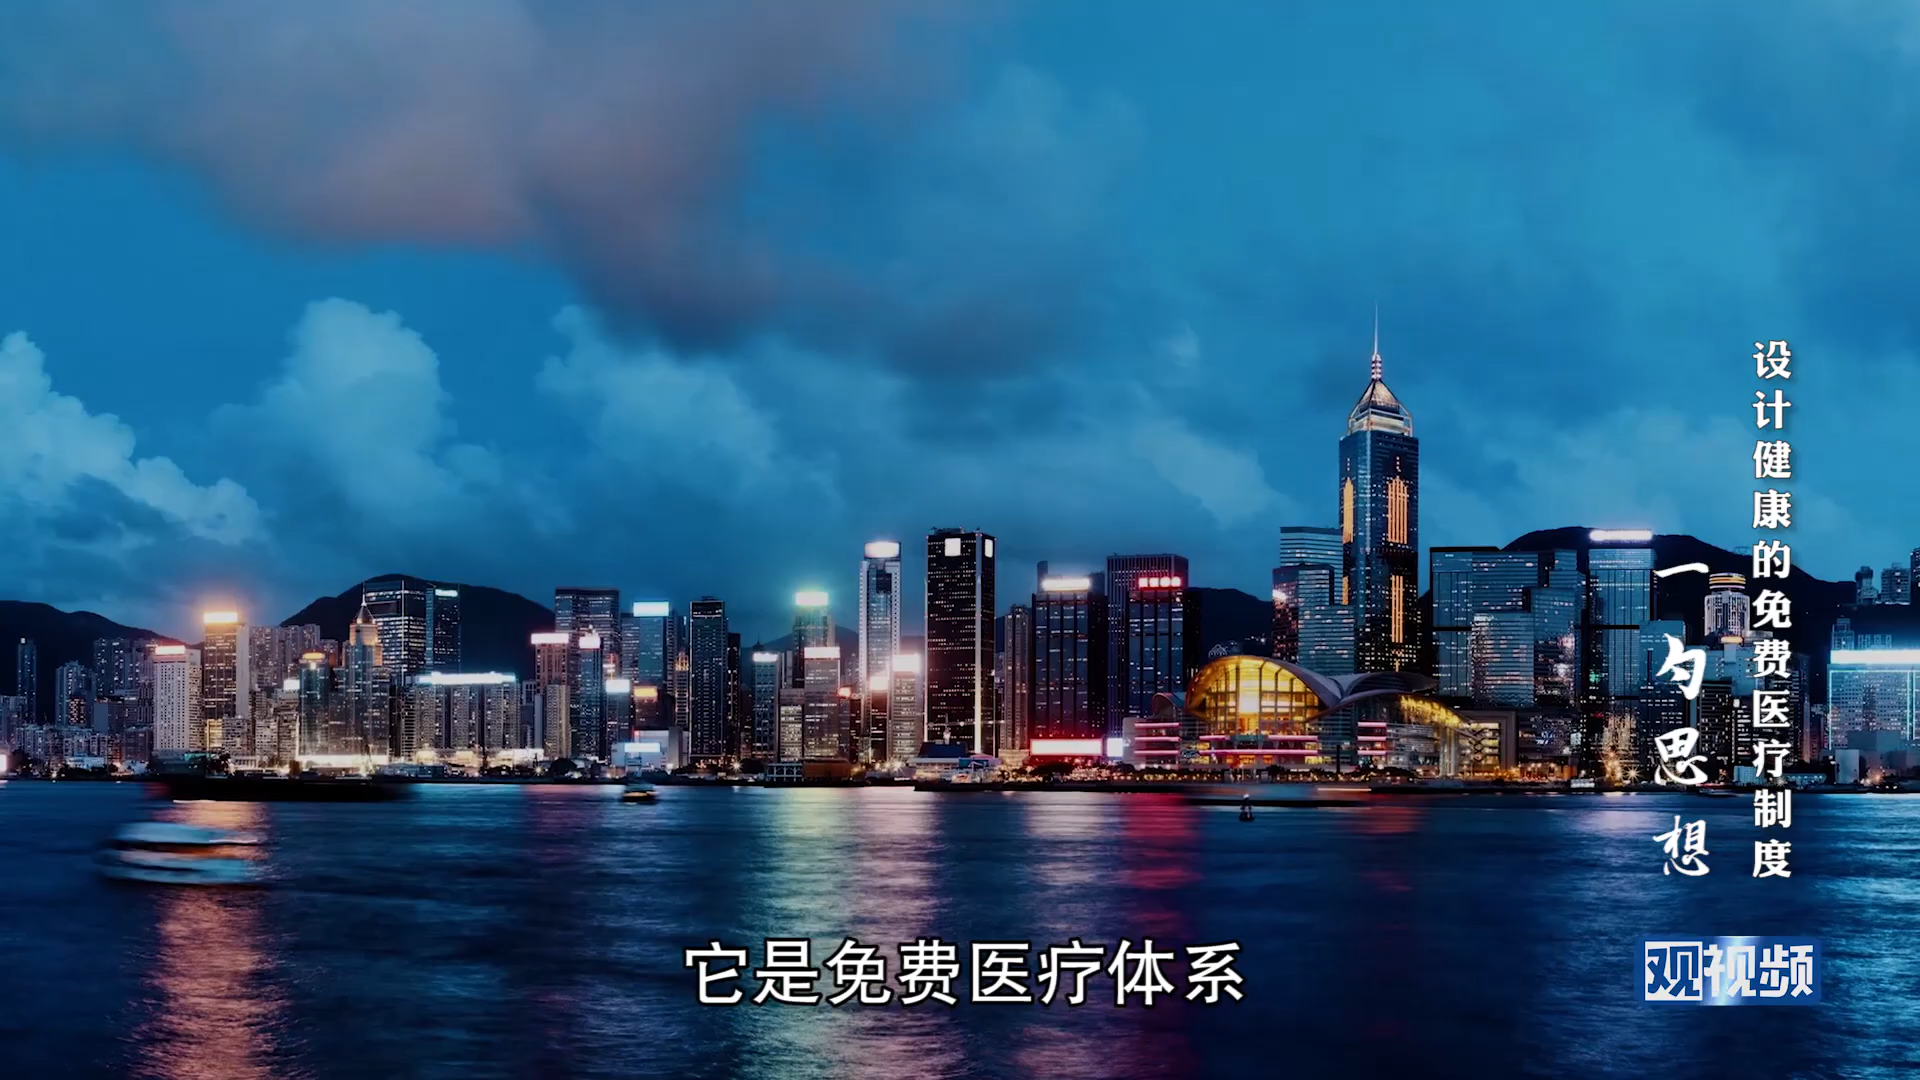 设计健康的免费医疗制度
一勺思想
它是免费医疗体系
观视频